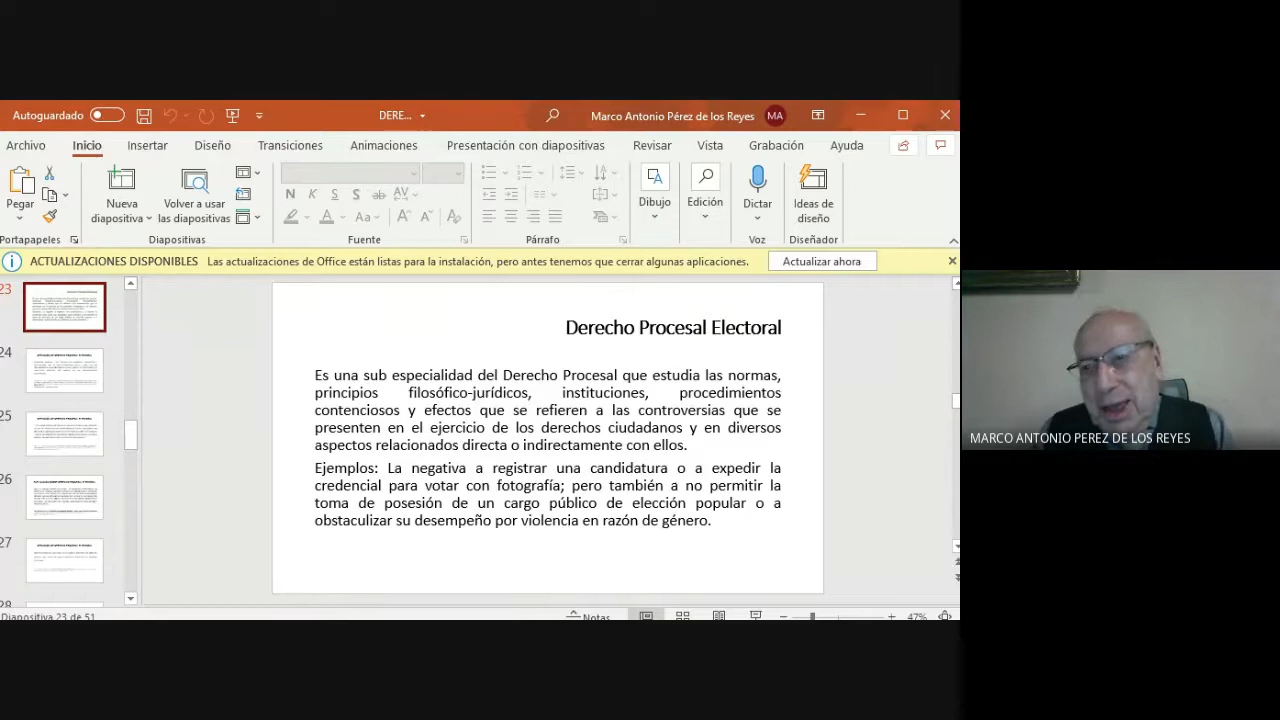 Autoguardado
DERE...
Marco Antonio Pérez de los Reyes
MA
Archivo
Inicio
Insertar
Diseño
Transiciones
Animaciones
Presentación con diapositivas
Revisar
Vista
Grabación
Ayuda
Pegar
Nueva
diapositiva
Volver a usar
las diapositivas
N K S S ab AV
A Aa A A
Dibujo
Edición
Dictar
Ideas de
diseño
Portapapeles
Diapositivas
Fuente
Párrafo
Voz
Diseñador
ACTUALIZACIONES DISPONIBLES Las actualizaciones de Office están listas para la instalación, pero antes tenemos que cerrar algunas aplicaciones.
Actualizar ahora
23
24
25
26
27
28
Derecho Procesal Electoral
Es una sub especialidad del Derecho Procesal que estudia las normas,
principios filosófico-jurídicos, instituciones, procedimientos
contenciosos y efectos que se refieren a las controversias que se
presenten en el ejercicio de los derechos ciudadanos y en diversos
aspectos relacionados directa o indirectamente con ellos.
Ejemplos: La negativa a registrar una candidatura o a expedir la
credencial para votar con fotografía; pero también a no permitir la
toma de posesión de un cargo público de elección popular o a
obstaculizar su desempeño por violencia en razón de género.
MARCO ANTONIO PEREZ DE LOS REYES
Diapositiva 23 de 51
Notas
47%